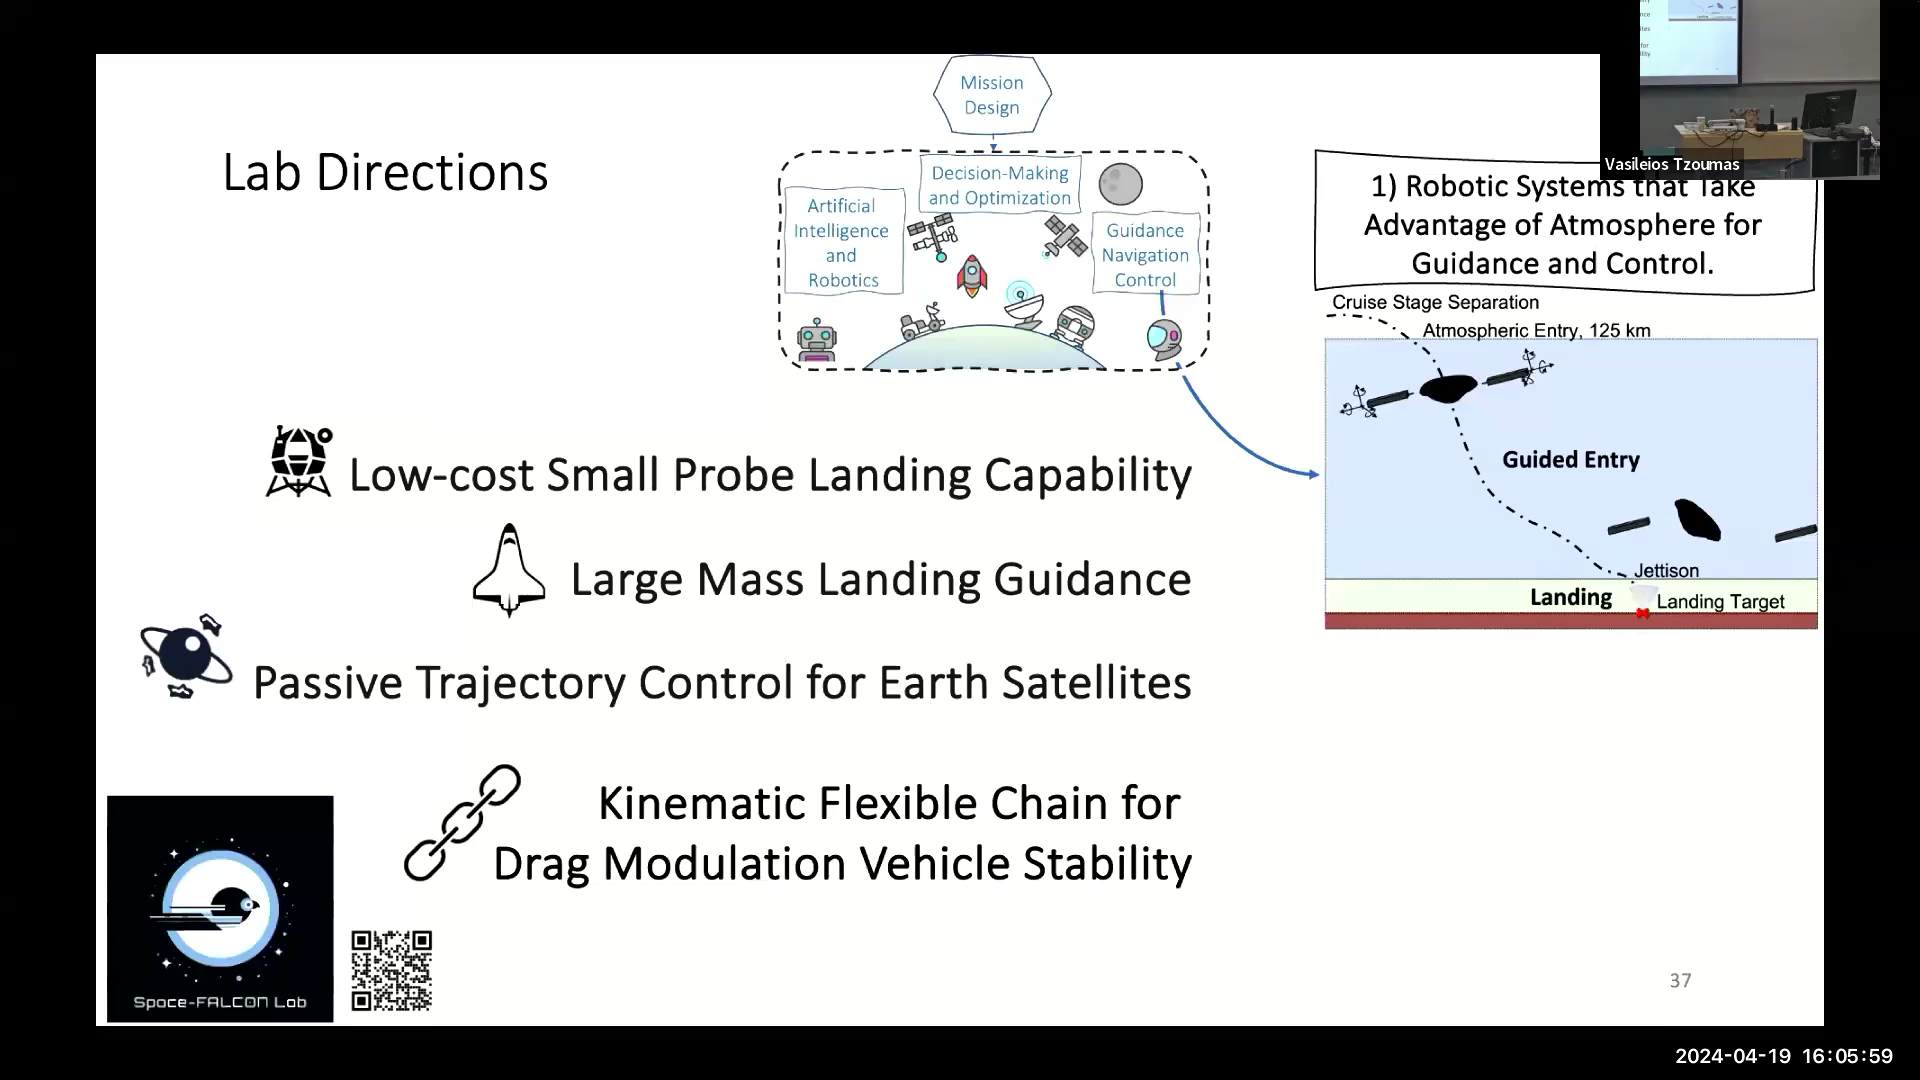 Mission
Design
Lab Directions
Decision-Making
and Optimization
Artificial
Intelligence
and
Robotics
Guidance
Navigation
Control
Vasileios Tzoumas
1) Robotic Systems that Take
Advantage of Atmosphere for
Guidance and Control.
Cruise Stage Separation
Atmospheric Entry, 125 km
Guided Entry
Jettison
Landing
Landing Target
Low-cost Small Probe Landing Capability
Large Mass Landing Guidance
Passive Trajectory Control for Earth Satellites
Kinematic Flexible Chain for
Drag Modulation Vehicle Stability
Space-FALCON Lab
37
2024-04-19 16:05:59